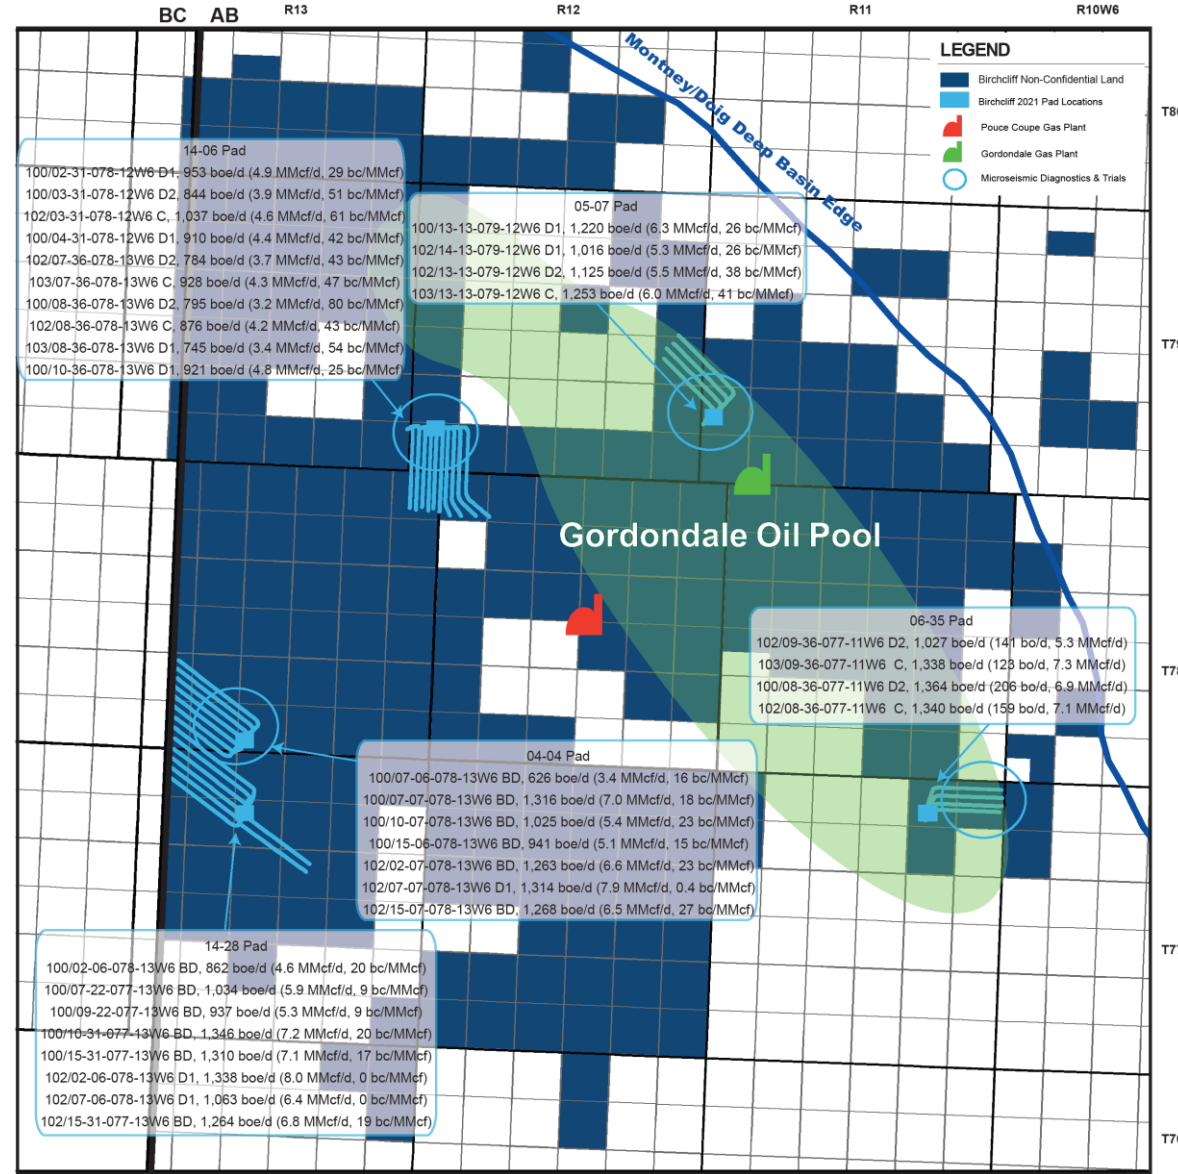 BC AB R13 R12 R11 R10W6
LEGEND
Birchcliff Non-Confidential Land
Birchcliff 2021 Pad Locations
Pouce Coupe Gas Plant
Gordondale Gas Plant
Microseismic Diagnostics & Trials
Montney/Doig Deep Basin Edge
T80
T79
T78
T77
T76
14-06 Pad
100/02-31-078-12W6 D1, 953 boe/d (4.9 MMcf/d, 29 bc/MMcf)
100/03-31-078-12W6 D2, 844 boe/d (3.9 MMcf/d, 51 bc/MMcf)
102/03-31-078-12W6 C, 1,037 boe/d (4.6 MMcf/d, 61 bc/MMcf)
100/04-31-078-12W6 D1, 910 boe/d (4.4 MMcf/d, 42 bc/MMcf)
102/07-36-078-13W6 D2, 784 boe/d (3.7 MMcf/d, 43 bc/MMcf)
103/07-36-078-13W6 C, 928 boe/d (4.3 MMcf/d, 47 bc/MMcf)
100/08-36-078-13W6 D2, 795 boe/d (3.2 MMcf/d, 80 bc/MMcf)
102/08-36-078-13W6 C, 876 boe/d (4.2 MMcf/d, 43 bc/MMcf)
103/08-36-078-13W6 D1, 745 boe/d (3.4 MMcf/d, 54 bc/MMcf)
100/10-36-078-13W6 D1, 921 boe/d (4.8 MMcf/d, 25 bc/MMcf)
05-07 Pad
100/13-13-079-12W6 D1, 1,220 boe/d (6.3 MMcf/d, 26 bc/MMcf)
102/14-13-079-12W6 D1, 1,016 boe/d (5.3 MMcf/d, 26 bc/MMcf)
102/13-13-079-12W6 D2, 1,125 boe/d (5.5 MMcf/d, 38 bc/MMcf)
103/13-13-079-12W6 C, 1,253 boe/d (6.0 MMcf/d, 41 bc/MMcf)
Gordondale Oil Pool
06-35 Pad
102/09-36-077-11W6 D2, 1,027 boe/d (141 bo/d, 5.3 MMcf/d)
103/09-36-077-11W6 C, 1,338 boe/d (123 bo/d, 7.3 MMcf/d)
100/08-36-077-11W6 D2, 1,364 boe/d (206 bo/d, 6.9 MMcf/d)
102/08-36-077-11W6 C, 1,340 boe/d (159 bo/d, 7.1 MMcf/d)
04-04 Pad
100/07-06-078-13W6 BD, 626 boe/d (3.4 MMcf/d, 16 bc/MMcf)
100/07-07-078-13W6 BD, 1,316 boe/d (7.0 MMcf/d, 18 bc/MMcf)
100/10-07-078-13W6 BD, 1,025 boe/d (5.4 MMcf/d, 23 bc/MMcf)
100/15-06-078-13W6 BD, 941 boe/d (5.1 MMcf/d, 15 bc/MMcf)
102/02-07-078-13W6 BD, 1,263 boe/d (6.6 MMcf/d, 23 bc/MMcf)
102/07-07-078-13W6 D1, 1,314 boe/d (7.9 MMcf/d, 0.4 bc/MMcf)
102/15-07-078-13W6 BD, 1,268 boe/d (6.5 MMcf/d, 27 bc/MMcf)
14-28 Pad
100/02-06-078-13W6 BD, 862 boe/d (4.6 MMcf/d, 20 bc/MMcf)
100/07-22-077-13W6 BD, 1,034 boe/d (5.9 MMcf/d, 9 bc/MMcf)
100/09-22-077-13W6 BD, 937 boe/d (5.3 MMcf/d, 9 bc/MMcf)
100/10-31-077-13W6 BD, 1,346 boe/d (7.2 MMcf/d, 20 bc/MMcf)
100/15-31-077-13W6 BD, 1,310 boe/d (7.1 MMcf/d, 17 bc/MMcf)
102/02-06-078-13W6 D1, 1,338 boe/d (8.0 MMcf/d, 0 bc/MMcf)
102/07-06-078-13W6 D1, 1,063 boe/d (6.4 MMcf/d, 0 bc/MMcf)
102/15-31-077-13W6 BD, 1,264 boe/d (6.8 MMcf/d, 19 bc/MMcf)